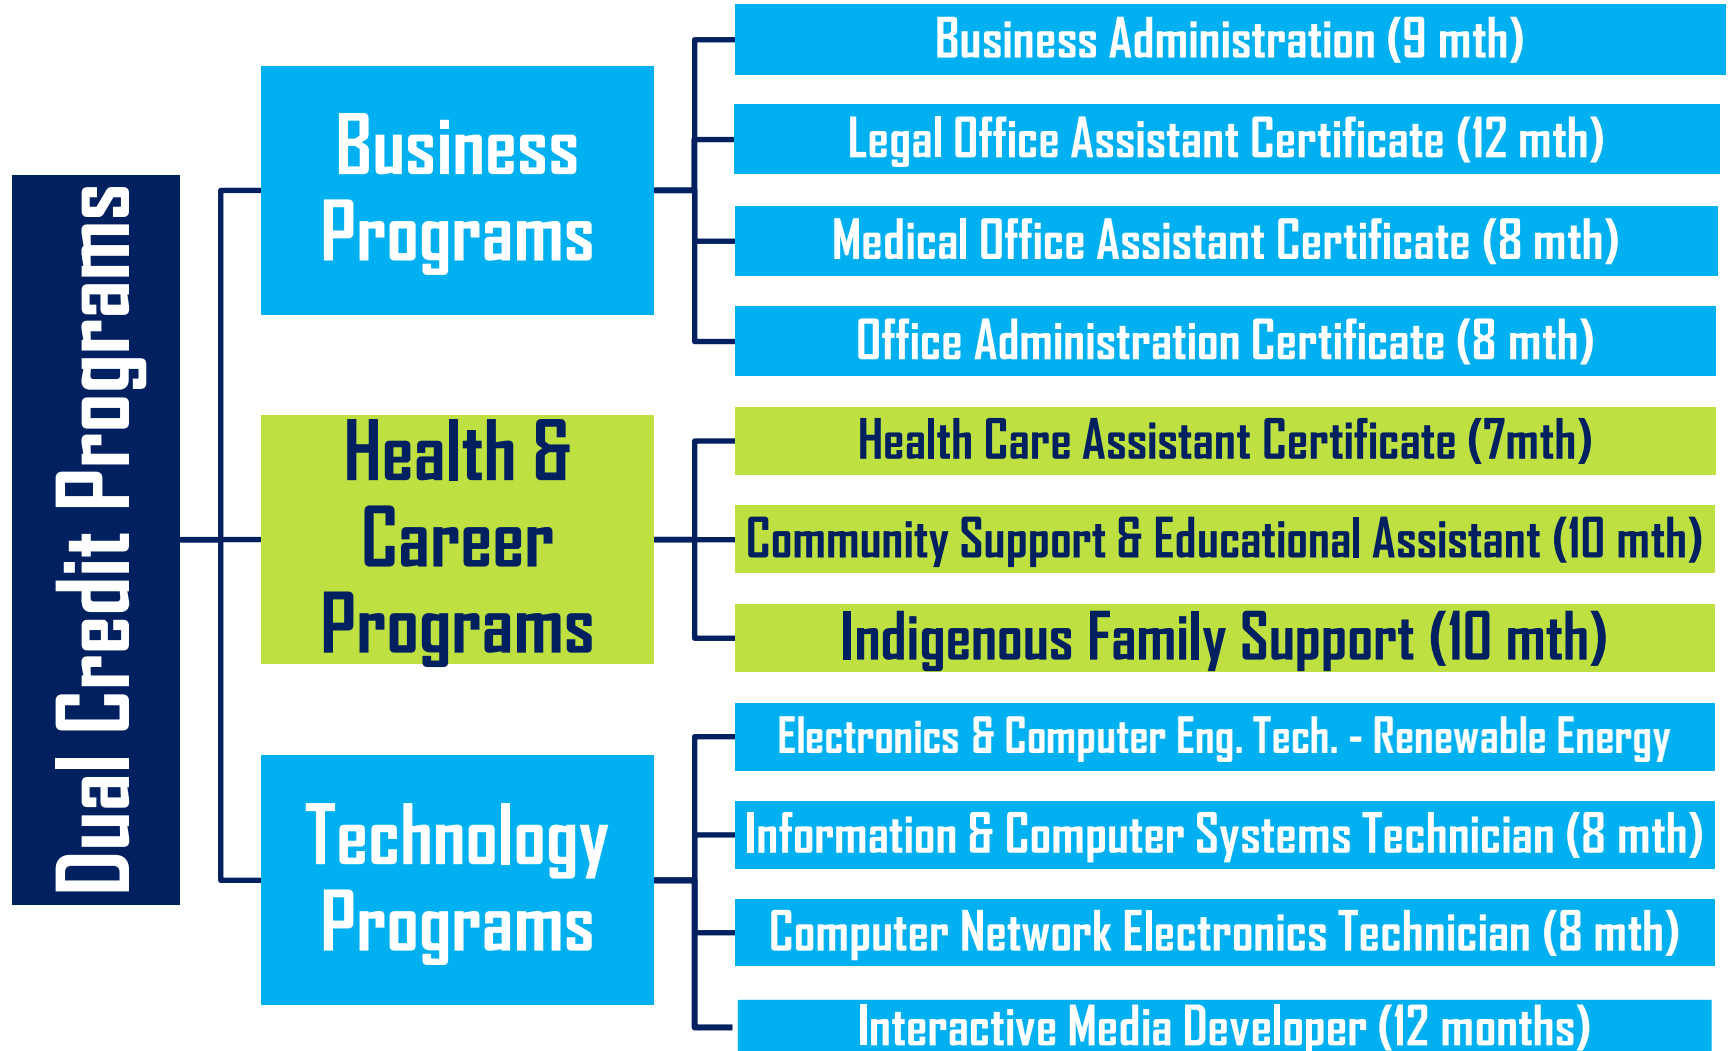 Dual Credit Programs
Business
Programs
Business Administration (9 mth)
Legal Office Assistant Certificate (12 mth)
Medical Office Assistant Certificate (8 mth)
Office Administration Certificate (8 mth)
Health &
Career
Programs
Health Care Assistant Certificate (7mth)
Community Support & Educational Assistant (10 mth)
Indigenous Family Support (10 mth)
Technology
Programs
Electronics & Computer Eng. Tech. - Renewable Energy
Information & Computer Systems Technician (8 mth)
Computer Network Electronics Technician (8 mth)
Interactive Media Developer (12 months)